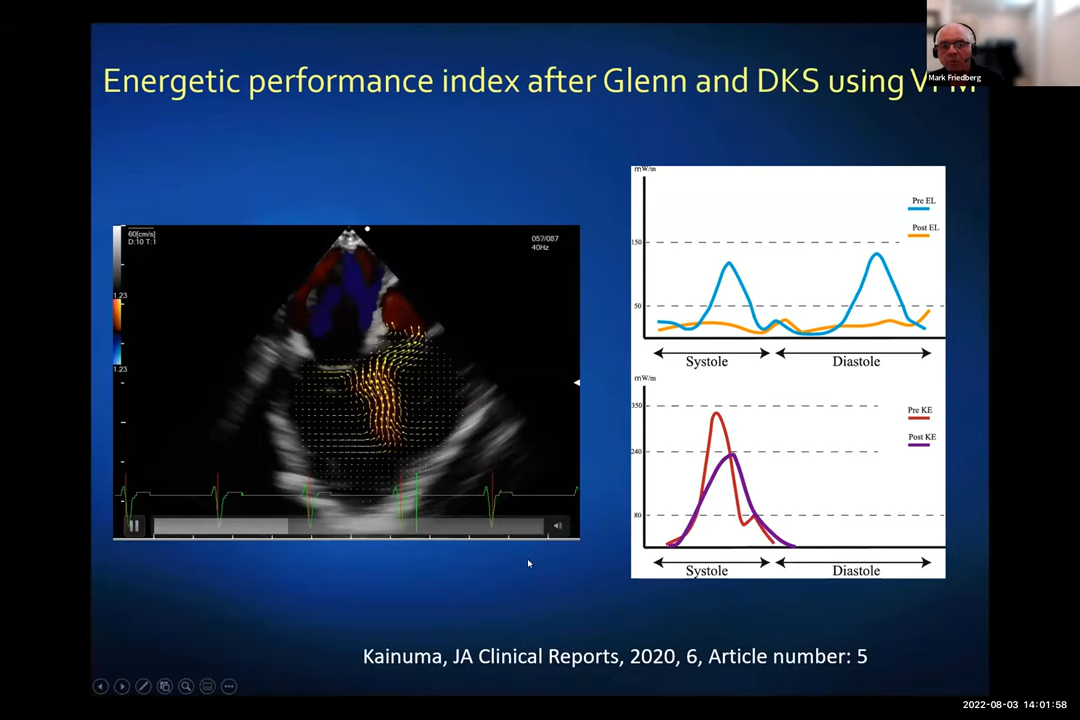 Energetic performance index after Glenn and DKS using VFM
Mark Friedberg
60[cm/s]
D:10 T:1
057/087
40Hz
1.23
1.23
mW/m
Pre EL
Post EL
150
50
Systole
Diastole
mW/m
350
Pre KE
Post KE
240
80
Systole
Diastole
Kainuma, JA Clinical Reports, 2020, 6, Article number: 5
2022-08-03 14:01:58